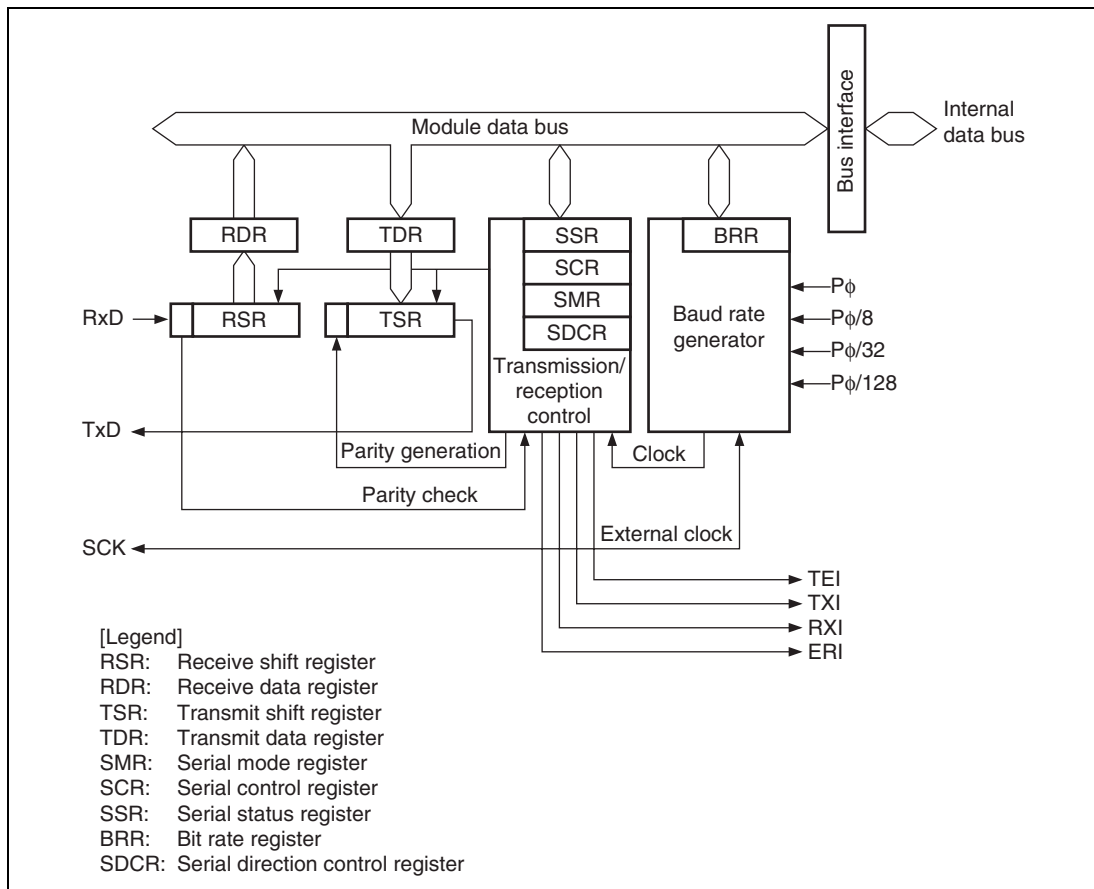 Bus interface
Internal
data bus
Module data bus
RDR
TDR
SSR
BRR
SCR
SMR
SDCR
RxD
RSR
TSR
Transmission/
reception
control
Baud rate
generator
Pϕ
Pϕ/8
Pϕ/32
Pϕ/128
TxD
Parity generation
Clock
Parity check
SCK
External clock
TEI
TXI
RXI
ERI
[Legend]
RSR: Receive shift register
RDR: Receive data register
TSR: Transmit shift register
TDR: Transmit data register
SMR: Serial mode register
SCR: Serial control register
SSR: Serial status register
BRR: Bit rate register
SDCR: Serial direction control register